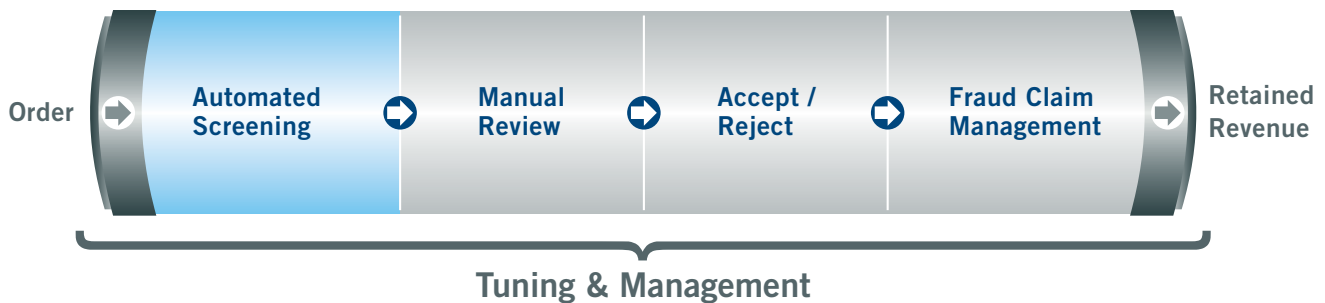 Order
Automated
Screening
Manual
Review
Accept /
Reject
Fraud Claim
Management
Retained
Revenue
Tuning & Management